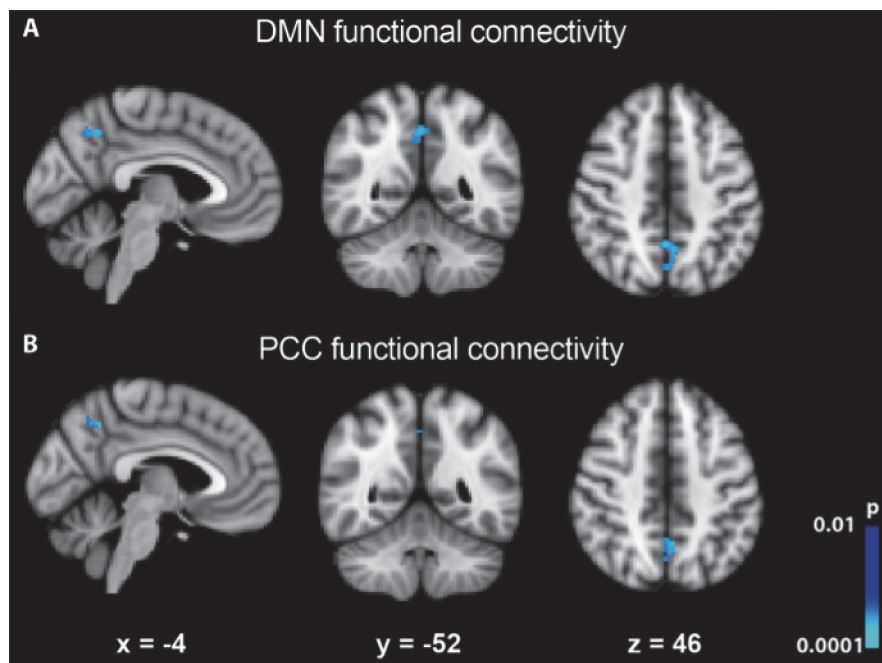 A
DMN functional connectivity
B
PCC functional connectivity
p
0.01
0.0001
x = -4
y = -52
z = 46